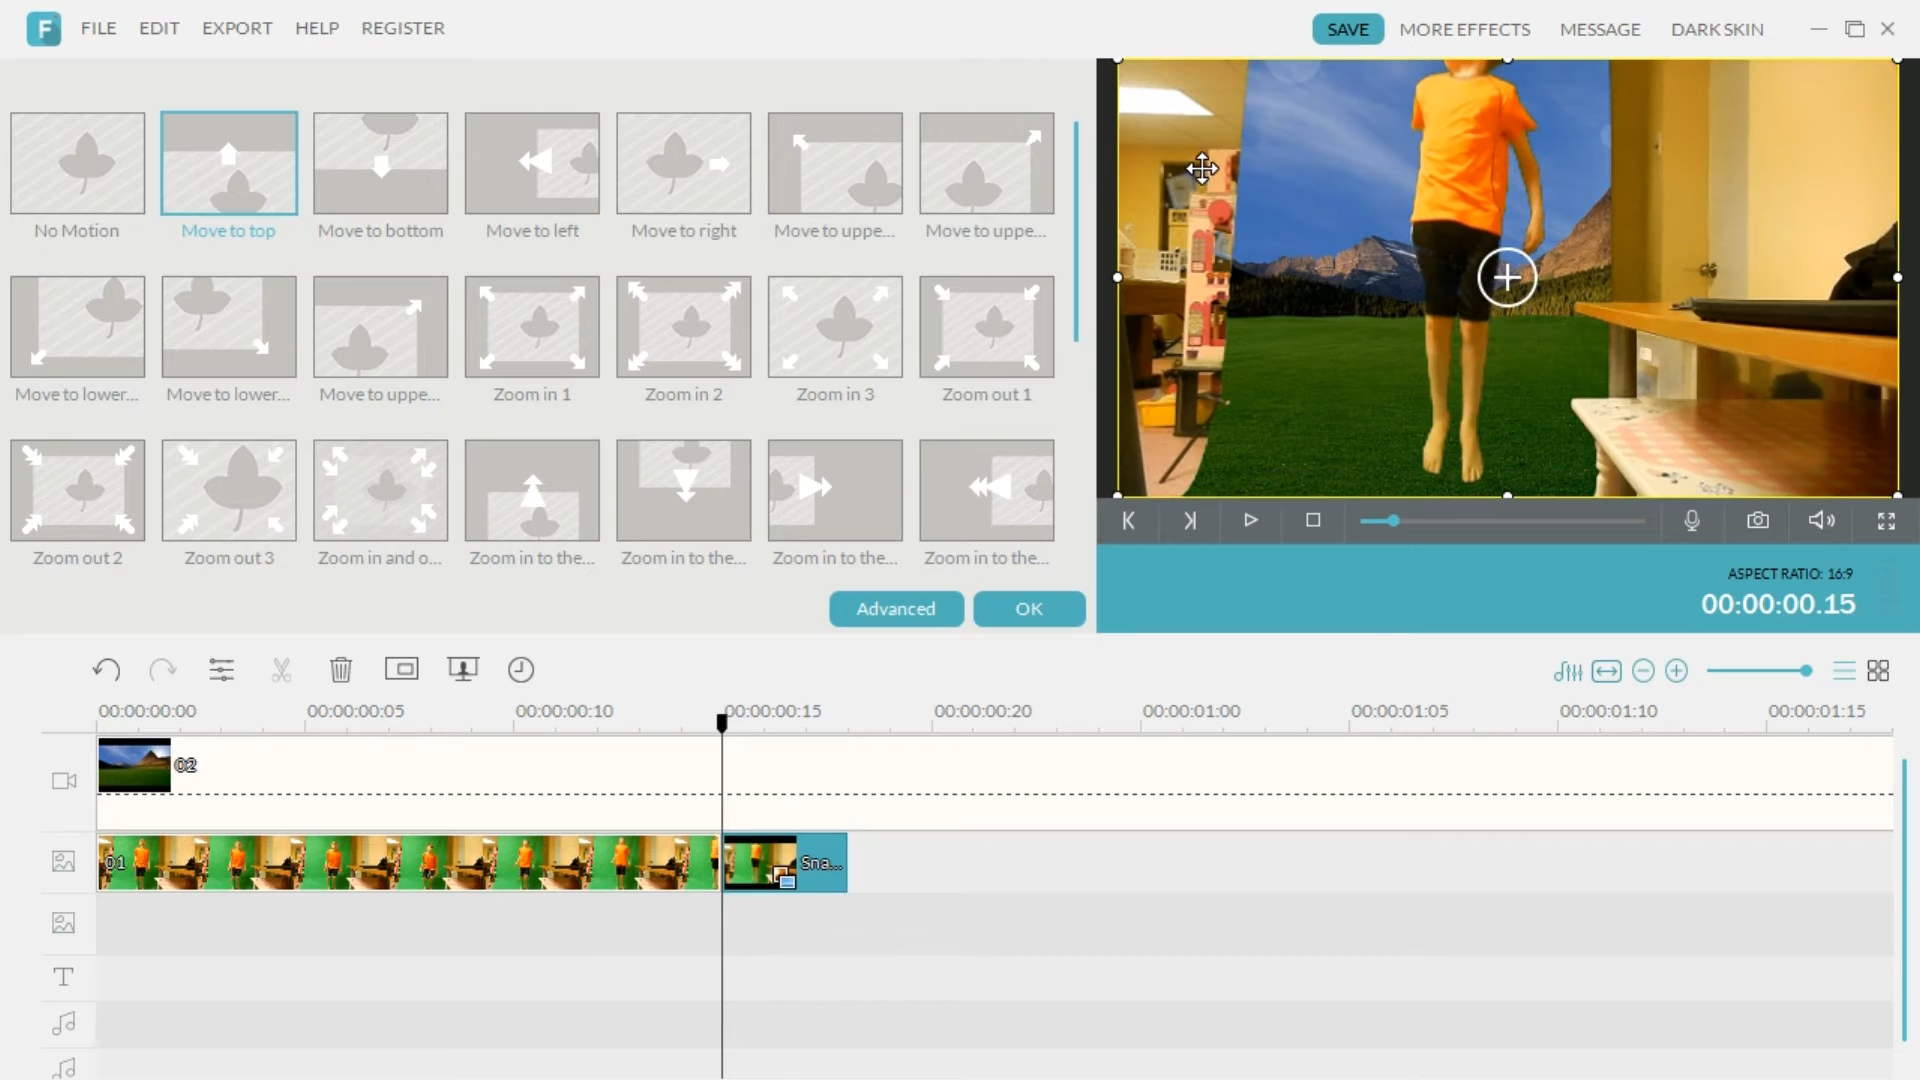 F FILE EDIT EXPORT HELP REGISTER SAVE MORE EFFECTS MESSAGE DARK SKIN
No Motion Move to top Move to bottom Move to left Move to right Move to uppe... Move to uppe...
Move to lower... Move to lower... Move to uppe... Zoom in 1 Zoom in 2 Zoom in 3 Zoom out 1
Zoom out 2 Zoom out 3 Zoom in and o... Zoom in to the... Zoom in to the... Zoom in to the... Zoom in to the...
Advanced OK
ASPECT RATIO: 16:9
00:00:00.15
00:00:00:00 00:00:00:05 00:00:00:10 00:00:00:15 00:00:00:20 00:00:01:00 00:00:01:05 00:00:01:10 00:00:01:15
02
01 Sna...
T